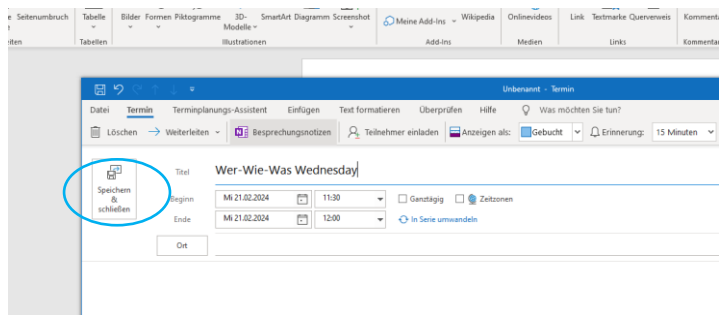 Seitenumbruch Tabelle Bilder Formen Piktogramme 3D- SmartArt Diagramm Screenshot Meine Add-Ins Wikipedia Onlinevideos Link Textmarke Querverweis
Modelle
Tabellen Illustrationen Add-Ins Medien Links
Unbenannt - Termin
Datei Termin Terminplanungs-Assistent Einfügen Text formatieren Überprüfen Hilfe Was möchten Sie tun?
Löschen Weiterleiten Besprechungsnotizen Teilnehmer einladen Anzeigen als: Gebucht Erinnerung: 15 Minuten
Speichern
&
schließen
Titel Wer-Wie-Was Wednesday
Beginn Mi 21.02.2024 11:30 Ganztägig Zeitzonen
Ende Mi 21.02.2024 12:00 In Serie umwandeln
Ort